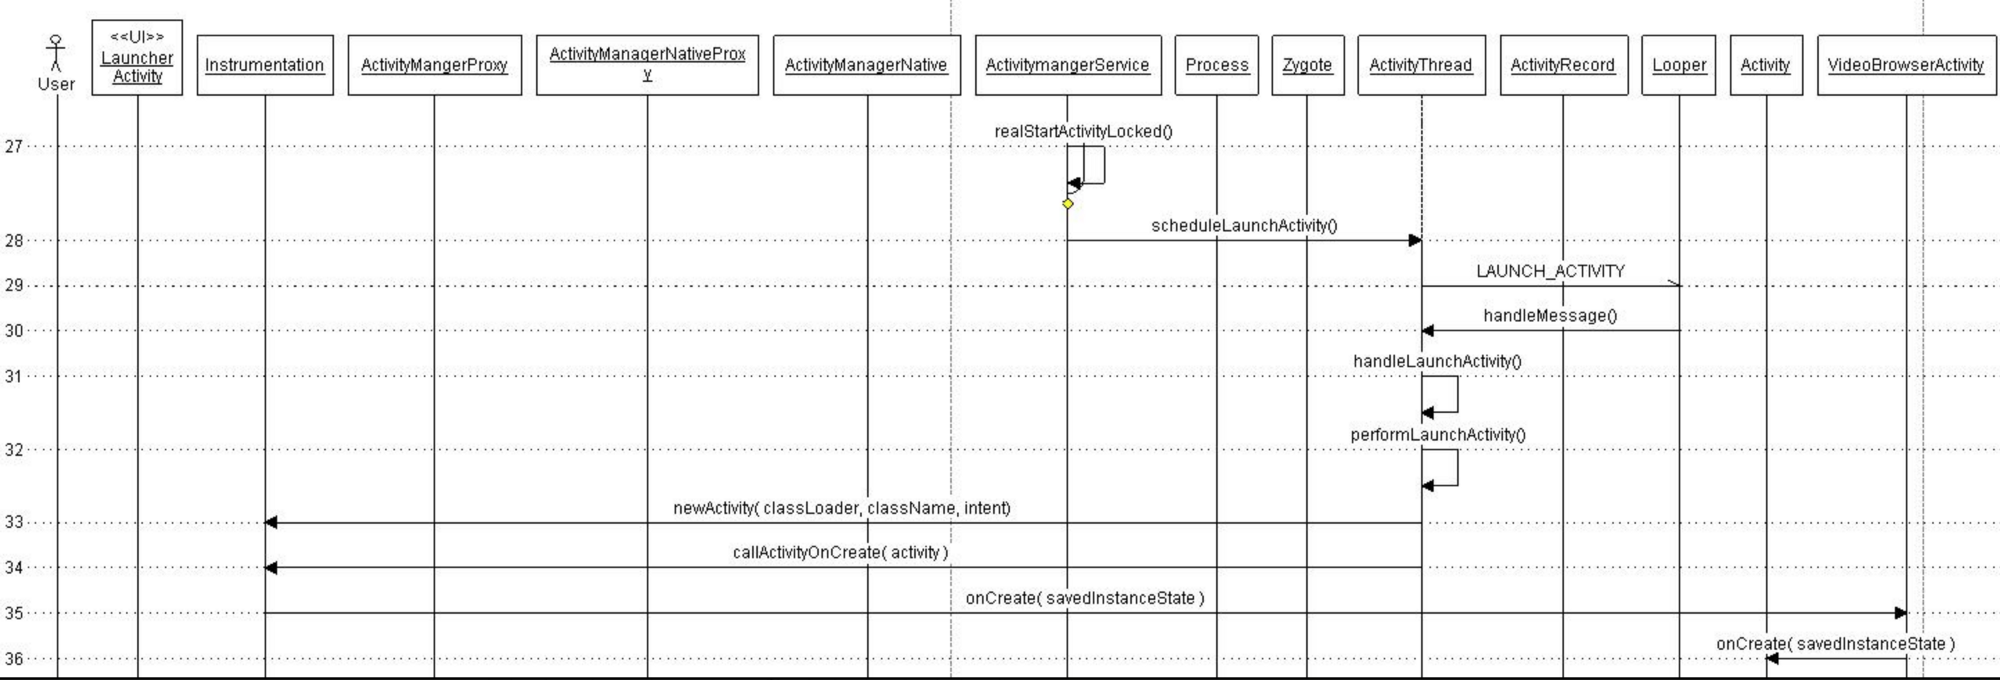 <<UI>>
Launcher
Activity
User
Instrumentation
ActivityMangerProxy
ActivityManagerNativeProx
y
ActivityManagerNative
ActivitymangerService
Process
Zygote
ActivityThread
ActivityRecord
Looper
Activity
VideoBrowserActivity
realStartActivityLocked()
27
scheduleLaunchActivity()
28
LAUNCH_ACTIVITY
29
handleMessage()
30
handleLaunchActivity()
31
performLaunchActivity()
32
newActivity( classLoader, className, intent)
33
callActivityOnCreate( activity )
34
onCreate( savedInstanceState )
35
onCreate( savedInstanceState )
36